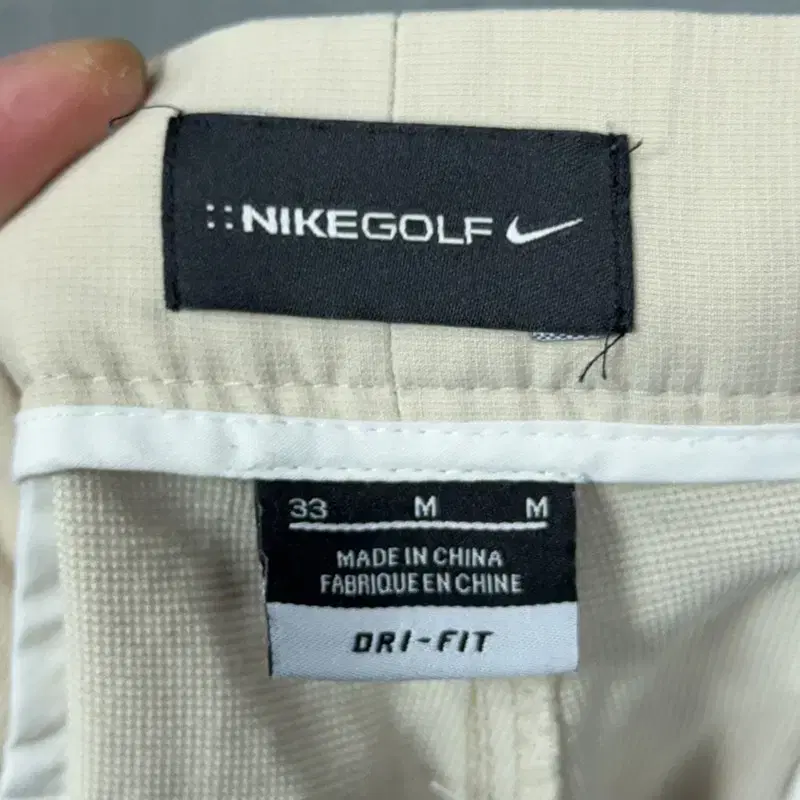 NIKEGOLF
33 M M
MADE IN CHINA
FABRIQUE EN CHINE
DRI-FIT